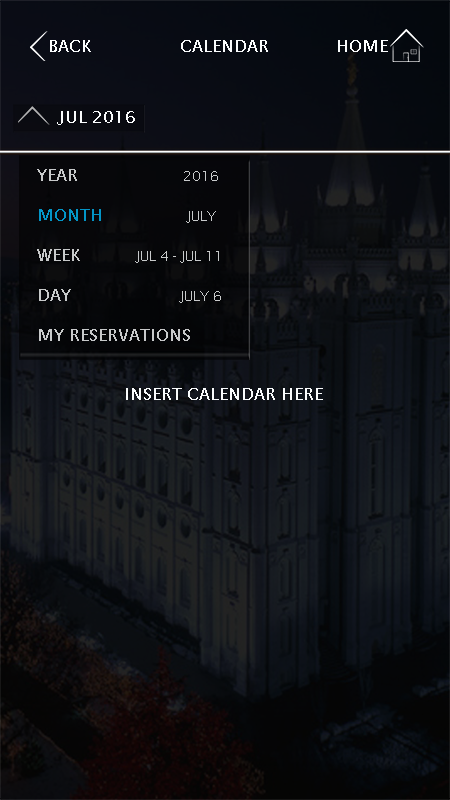 BACK CALENDAR HOME
JUL 2016
YEAR 2016
MONTH JULY
WEEK JUL 4 - JUL 11
DAY JULY 6
MY RESERVATIONS
INSERT CALENDAR HERE